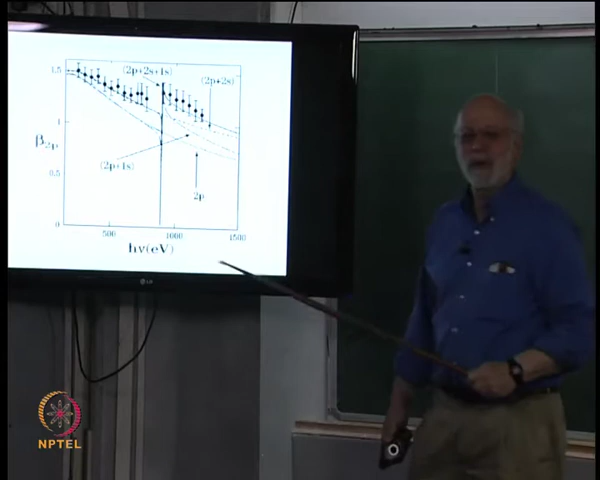 1.5
(2p+2s+1s)
(2p+2s)
1
β2p
(2p+1s)
0.5
2p
0
500
1000
1500
hν(eV)
LG
NPTEL